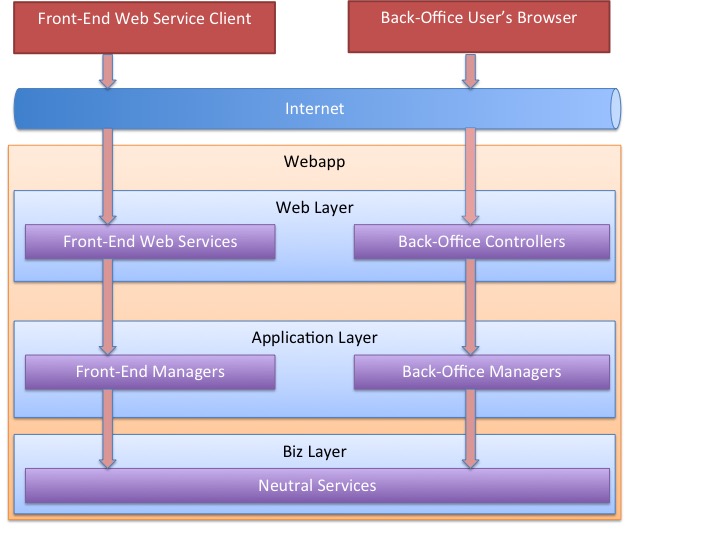 Front-End Web Service Client
Back-Office User's Browser
Internet
Webapp
Web Layer
Front-End Web Services
Back-Office Controllers
Application Layer
Front-End Managers
Back-Office Managers
Biz Layer
Neutral Services